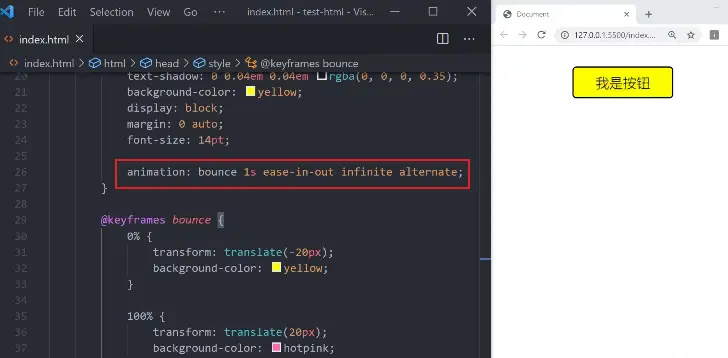 File Edit Selection View Go ··· index.html - test-html - Vis...
index.html
index.html > html > head > style > @keyframes bounce
20 text-shadow: 0 0.04em 0.04em rgba(0, 0, 0, 0.35);
21 background-color: yellow;
22 display: block;
23 margin: 0 auto;
24 font-size: 14pt;
25
26 animation: bounce 1s ease-in-out infinite alternate;
27 }
28
29 @keyframes bounce {
30 0% {
31 transform: translate(-20px);
32 background-color: yellow;
33 }
34
35 100% {
36 transform: translate(20px);
37 background-color: hotpink;
Document
127.0.0.1:5500/index....
我是按钮